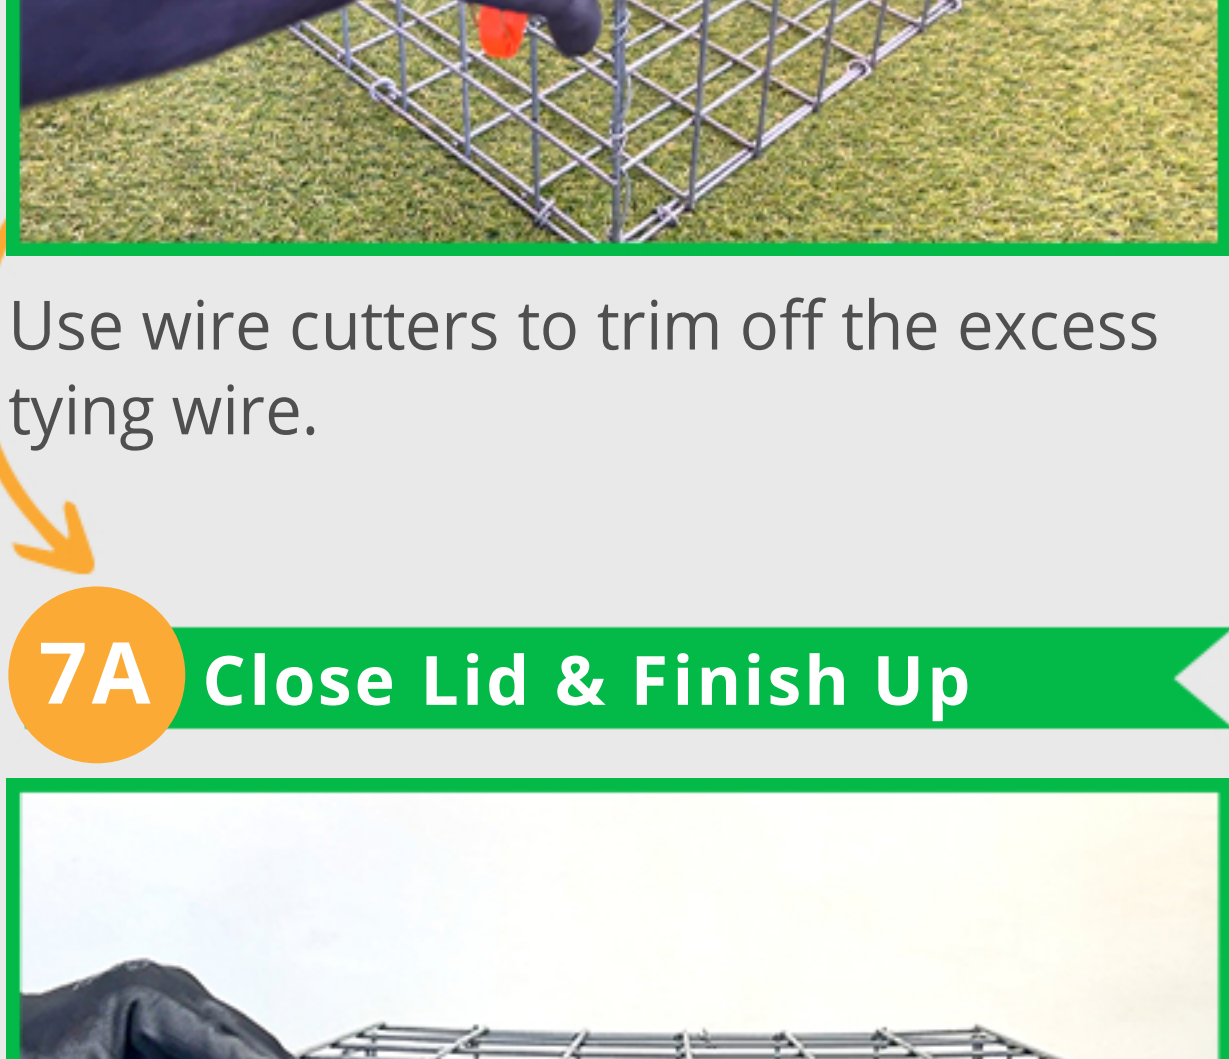 Use wire cutters to trim off the excess
tying wire.
7A Close Lid & Finish Up